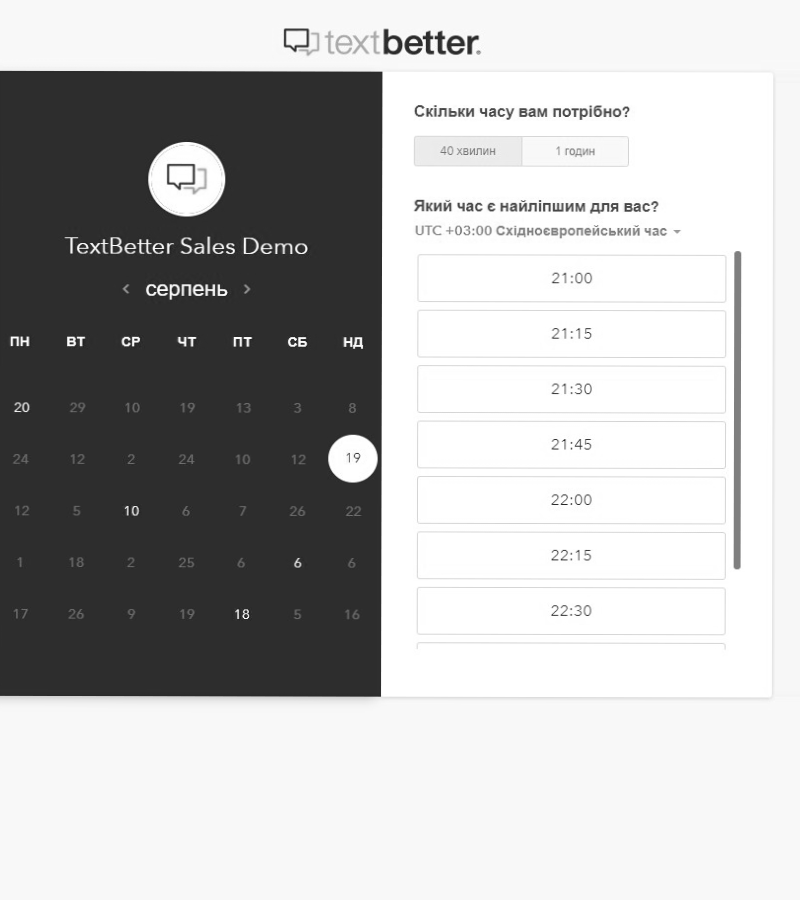 textbetter.
TextBetter Sales Demo
серпень
ПН ВТ СР ЧТ ПТ СБ НД
20 29 10 19 13 3 8
24 12 2 24 10 12 19
12 5 10 6 7 26 22
1 18 2 25 6 6 6
17 26 9 19 18 5 16
Скільки часу вам потрібно?
40 хвилин 1 годин
Який час є найліпшим для вас?
UTC +03:00 Східноєвропейський час
21:00
21:15
21:30
21:45
22:00
22:15
22:30